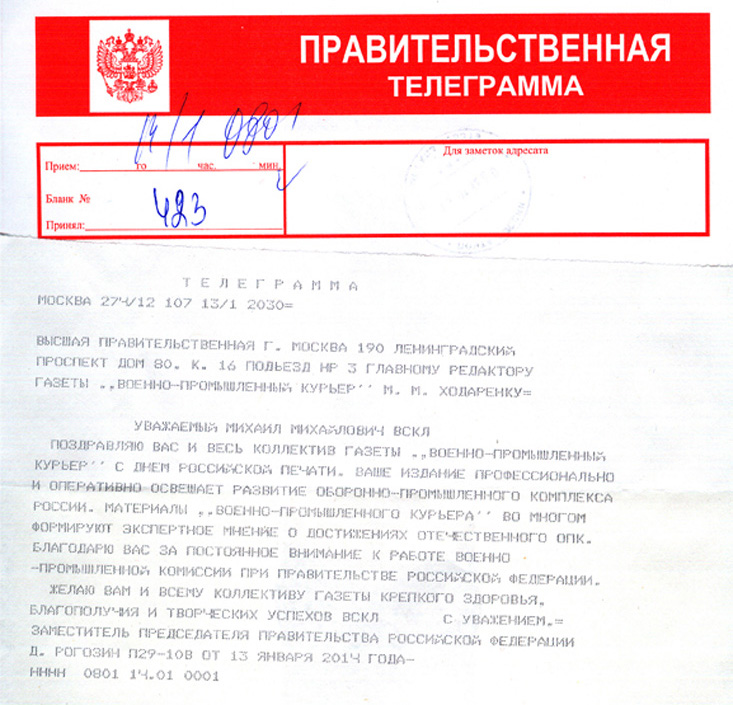 ПРАВИТЕЛЬСТВЕННАЯ
ТЕЛЕГРАММА
14/1 0801
Прием: го час. мин.
Для заметок адресата
Бланк №
423
Принял:
ТЕЛЕГРАММА
МОСКВА 274/12 107 13/1 2030=
ВЫСШАЯ ПРАВИТЕЛЬСТВЕННАЯ Г. МОСКВА 190 ЛЕНИНГРАДСКИЙ
ПРОСПЕКТ ДОМ 80. К. 16 ПОДЬЕЗД НР 3 ГЛАВНОМУ РЕДАКТОРУ
ГАЗЕТЫ ,,ВОЕННО-ПРОМЫШЛЕННЫЙ КУРЬЕР'' М. М. ХОДАРЕНКУ=
УВАЖАЕМЫЙ МИХАИЛ МИХАЙЛОВИЧ ВСКЛ
ПОЗДРАВЛЯЮ ВАС И ВЕСЬ КОЛЛЕКТИВ ГАЗЕТЫ ,,ВОЕННО-ПРОМЫШЛЕННЫЙ
КУРЬЕР'' С ДНЕМ РОССИЙСКОЙ ПЕЧАТИ. ВАШЕ ИЗДАНИЕ ПРОФЕССИОНАЛЬНО
И ОПЕРАТИВНО ОСВЕШАЕТ РАЗВИТИЕ ОБОРОННО-ПРОМЫШЛЕННОГО КОМПЛЕКСА
РОССИИ. МАТЕРИАЛЫ ,,ВОЕННО-ПРОМЫШЛЕННОГО КУРЬЕРА'' ВО МНОГОМ
ФОРМИРУЮТ ЭКСПЕРТНОЕ МНЕНИЕ О ДОСТИЖЕНИЯХ ОТЕЧЕСТВЕННОГО ОПК.
БЛАГОДАРЮ ВАС ЗА ПОСТОЯННОЕ ВНИМАНИЕ К РАБОТЕ ВОЕННО
-ПРОМЫШЛЕННОЙ КОМИССИИ ПРИ ПРАВИТЕЛЬСТВЕ РОССИЙСКОЙ ФЕДЕРАЦИИ.
ЖЕЛАЮ ВАМ И ВСЕМУ КОЛЛЕКТИВУ ГАЗЕТЫ КРЕПКОГО ЗДОРОВЬЯ.
БЛАГОПОЛУЧИЯ И ТВОРЧЕСКИХ УСПЕХОВ ВСКЛ С УВАЖЕНИЕМ.=
ЗАМЕСТИТЕЛЬ ПРЕДСЕДАТЕЛЯ ПРАВИТЕЛЬСТВА РОССИЙСКОЙ ФЕДЕРАЦИИ
Д. РОГОЗИН П29-10В ОТ 13 ЯНВАРЯ 2014 ГОДА-
НННН 0801 14.01 0001